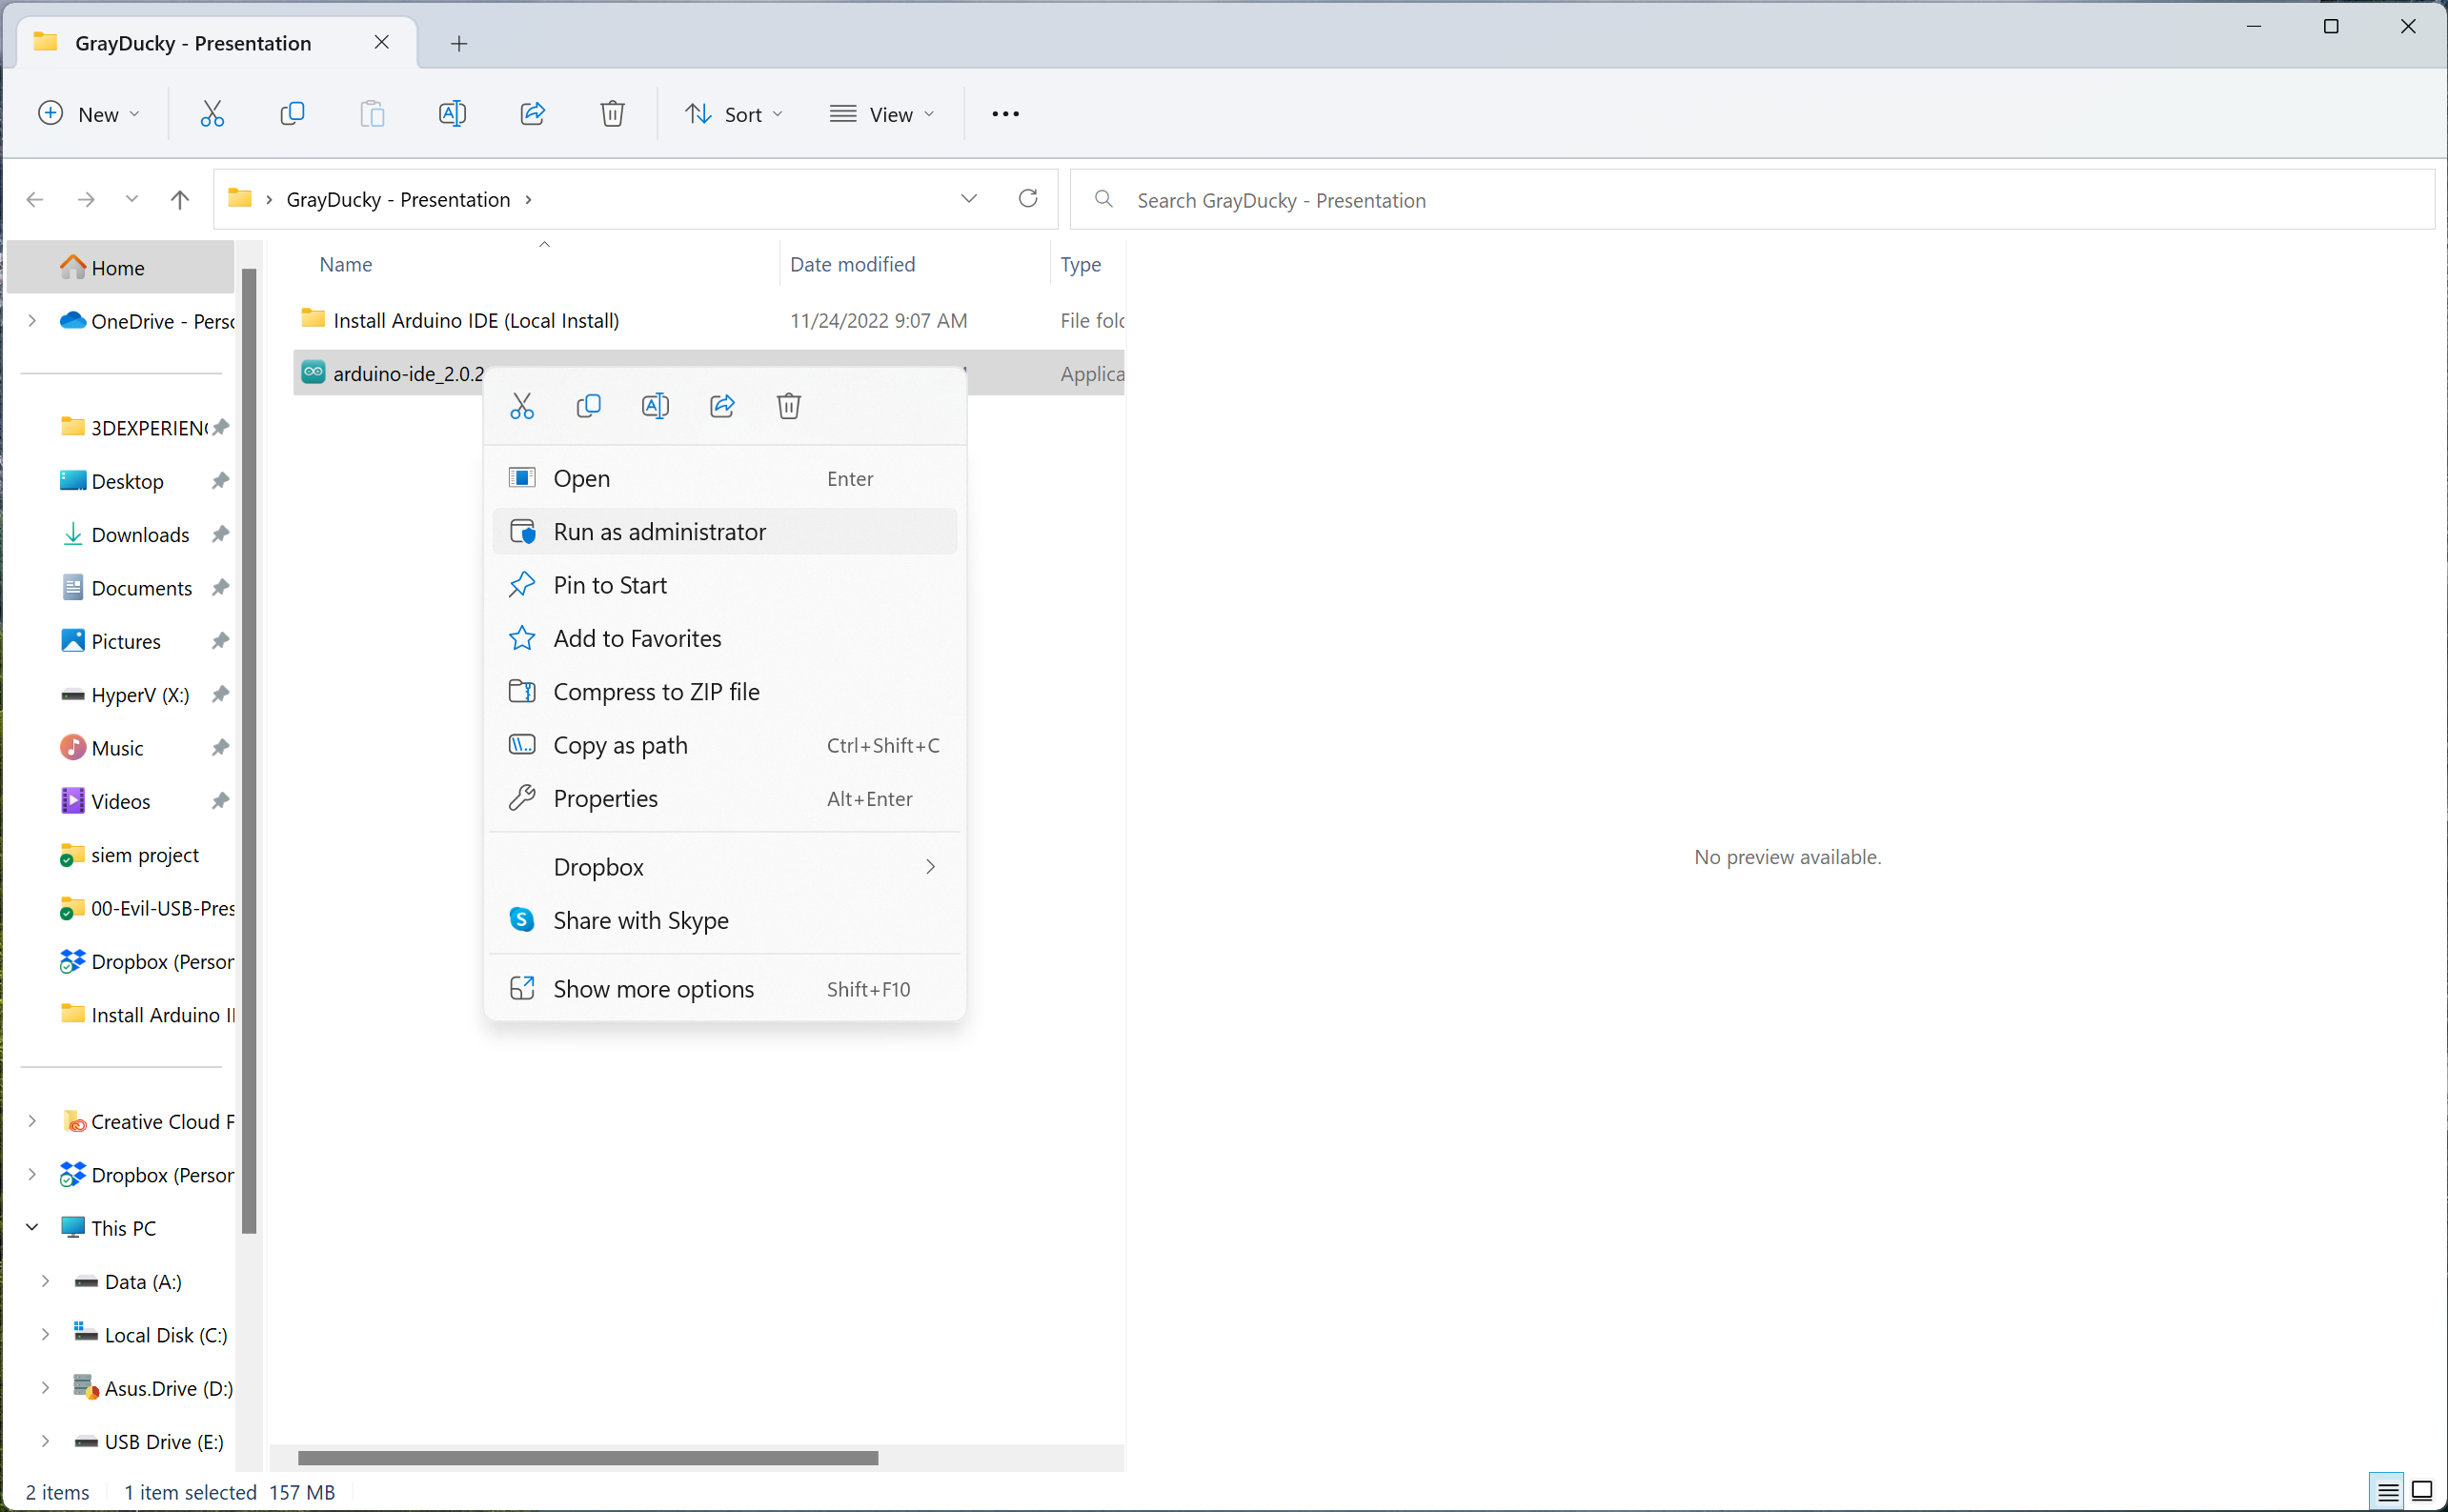 GrayDucky - Presentation
New
Sort
View
GrayDucky - Presentation
Search GrayDucky - Presentation
Home
OneDrive - Perso
3DEXPERIEN
Desktop
Downloads
Documents
Pictures
HyperV (X:)
Music
Videos
siem project
00-Evil-USB-Pres
Dropbox (Person
Install Arduino I
Creative Cloud F
Dropbox (Person
This PC
Data (A:)
Local Disk (C:)
Asus.Drive (D:)
USB Drive (E:)
Name Date modified Type
Install Arduino IDE (Local Install) 11/24/2022 9:07 AM File fold
arduino-ide_2.0.2 Applica
Open Enter
Run as administrator
Pin to Start
Add to Favorites
Compress to ZIP file
Copy as path Ctrl+Shift+C
Properties Alt+Enter
Dropbox
Share with Skype
Show more options Shift+F10
No preview available.
2 items 1 item selected 157 MB